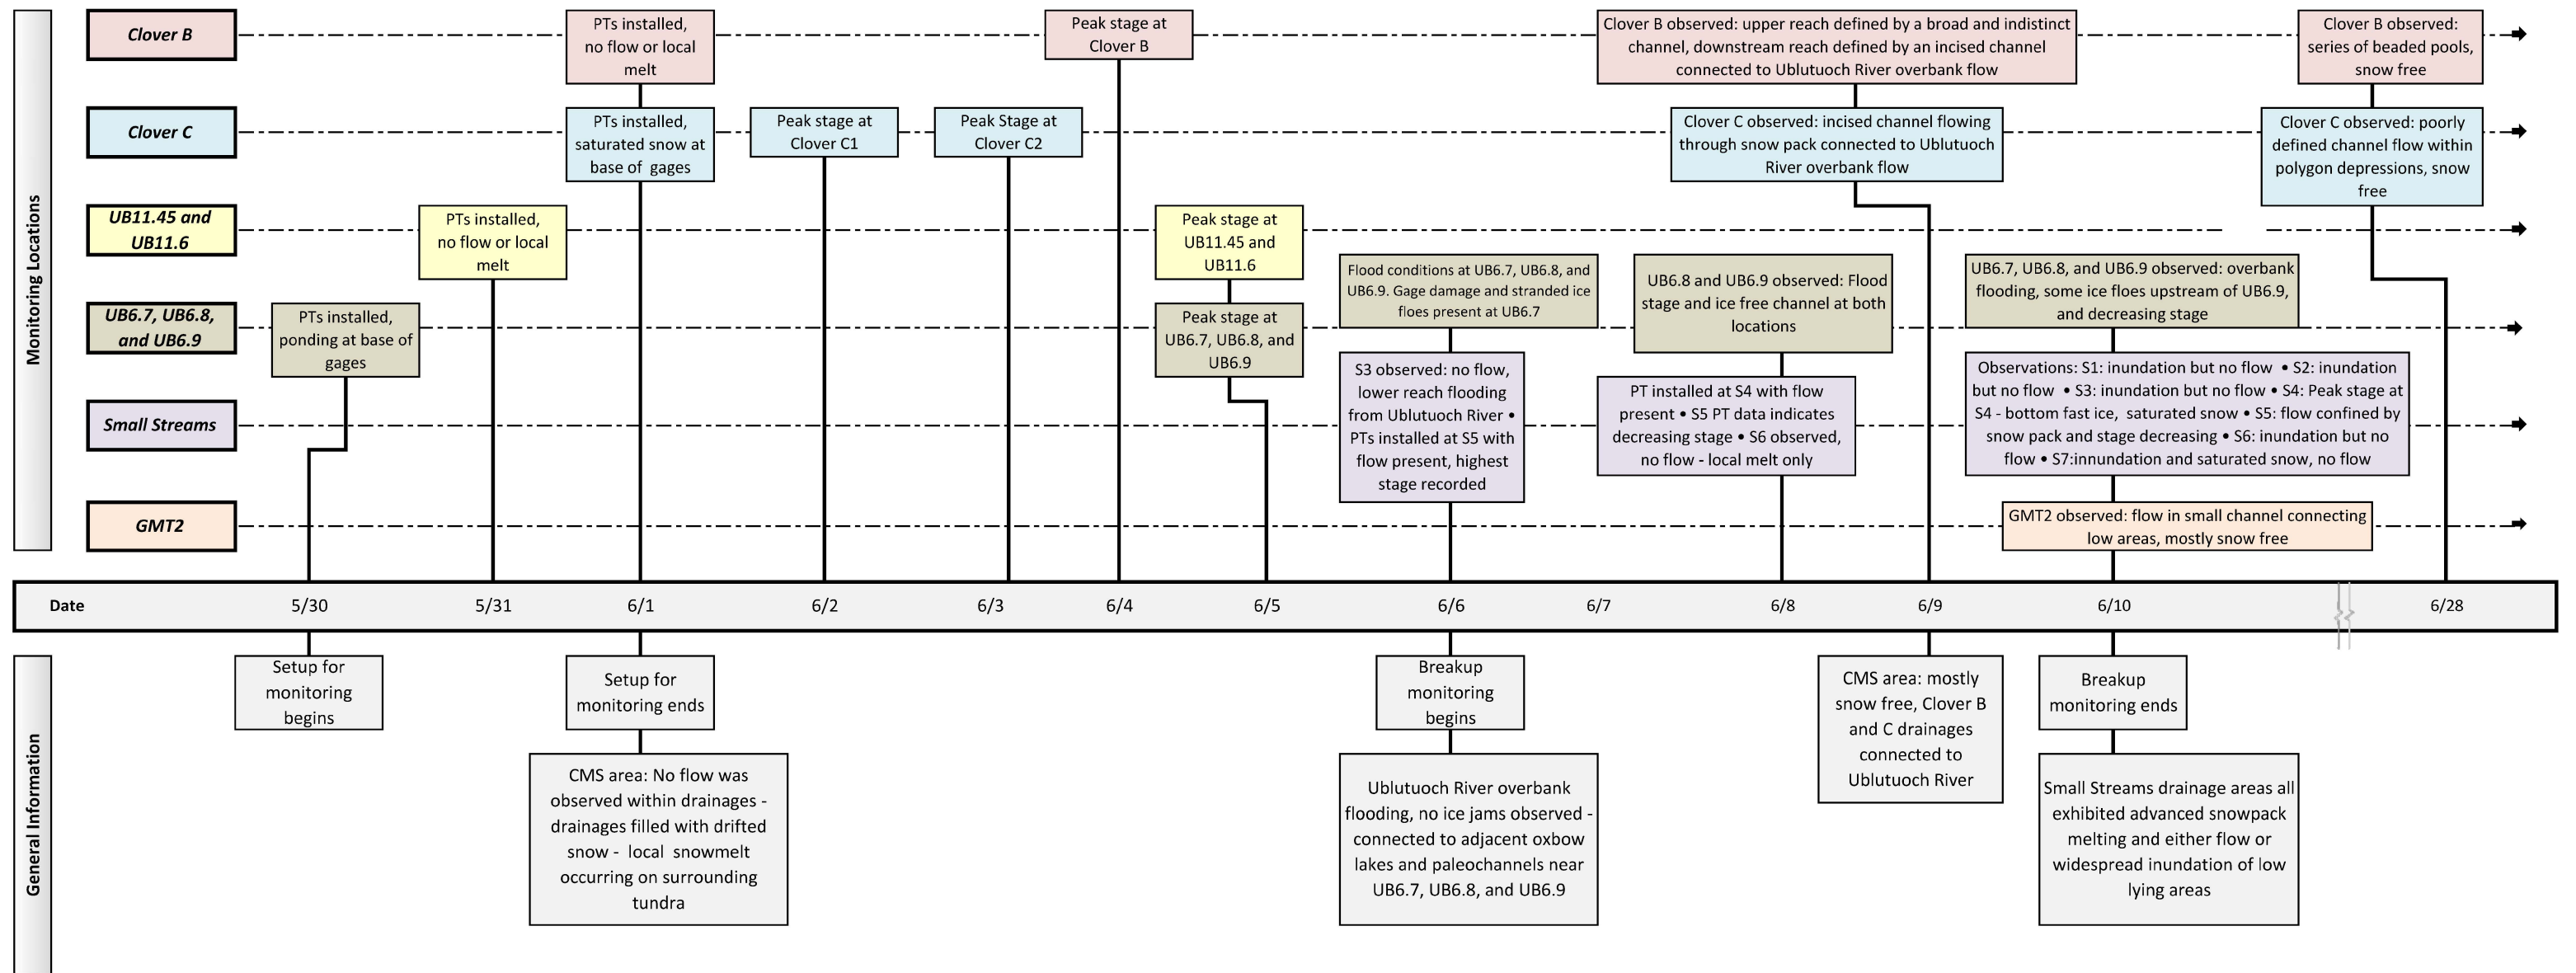 Monitoring Locations
Clover B
PTs installed,
no flow or local
melt
Peak stage at
Clover B
Clover B observed: upper reach defined by a broad and indistinct
channel, downstream reach defined by an incised channel
connected to Ublutuoch River overbank flow
Clover B observed:
series of beaded pools,
snow free
Clover C
PTs installed,
saturated snow at
base of gages
Peak stage at
Clover C1
Peak Stage at
Clover C2
Clover C observed: incised channel flowing
through snow pack connected to Ublutuoch
River overbank flow
Clover C observed: poorly
defined channel flow within
polygon depressions, snow
free
UB11.45 and
UB11.6
PTs installed,
no flow or local
melt
Peak stage at
UB11.45 and
UB11.6
UB6.7, UB6.8,
and UB6.9
PTs installed,
ponding at base of
gages
Peak stage at
UB6.7, UB6.8, and
UB6.9
Flood conditions at UB6.7, UB6.8, and
UB6.9. Gage damage and stranded ice
floes present at UB6.7
UB6.8 and UB6.9 observed: Flood
stage and ice free channel at both
locations
UB6.7, UB6.8, and UB6.9 observed: overbank
flooding, some ice floes upstream of UB6.9,
and decreasing stage
Small Streams
S3 observed: no flow,
lower reach flooding
from Ublutuoch River •
PTs installed at S5 with
flow present, highest
stage recorded
PT installed at S4 with flow
present • S5 PT data indicates
decreasing stage • S6 observed,
no flow - local melt only
Observations: S1: inundation but no flow • S2: inundation
but no flow • S3: inundation but no flow • S4: Peak stage at
S4 - bottom fast ice, saturated snow • S5: flow confined by
snow pack and stage decreasing • S6: inundation but no
flow • S7:innundation and saturated snow, no flow
GMT2
GMT2 observed: flow in small channel connecting
low areas, mostly snow free
Date 5/30 5/31 6/1 6/2 6/3 6/4 6/5 6/6 6/7 6/8 6/9 6/10 6/28
General Information
Setup for
monitoring
begins
Setup for
monitoring ends
CMS area: No flow was
observed within drainages -
drainages filled with drifted
snow - local snowmelt
occurring on surrounding
tundra
Breakup
monitoring
begins
Ublutuoch River overbank
flooding, no ice jams observed -
connected to adjacent oxbow
lakes and paleochannels near
UB6.7, UB6.8, and UB6.9
CMS area: mostly
snow free, Clover B
and C drainages
connected to
Ublutuoch River
Breakup
monitoring ends
Small Streams drainage areas all
exhibited advanced snowpack
melting and either flow or
widespread inundation of low
lying areas